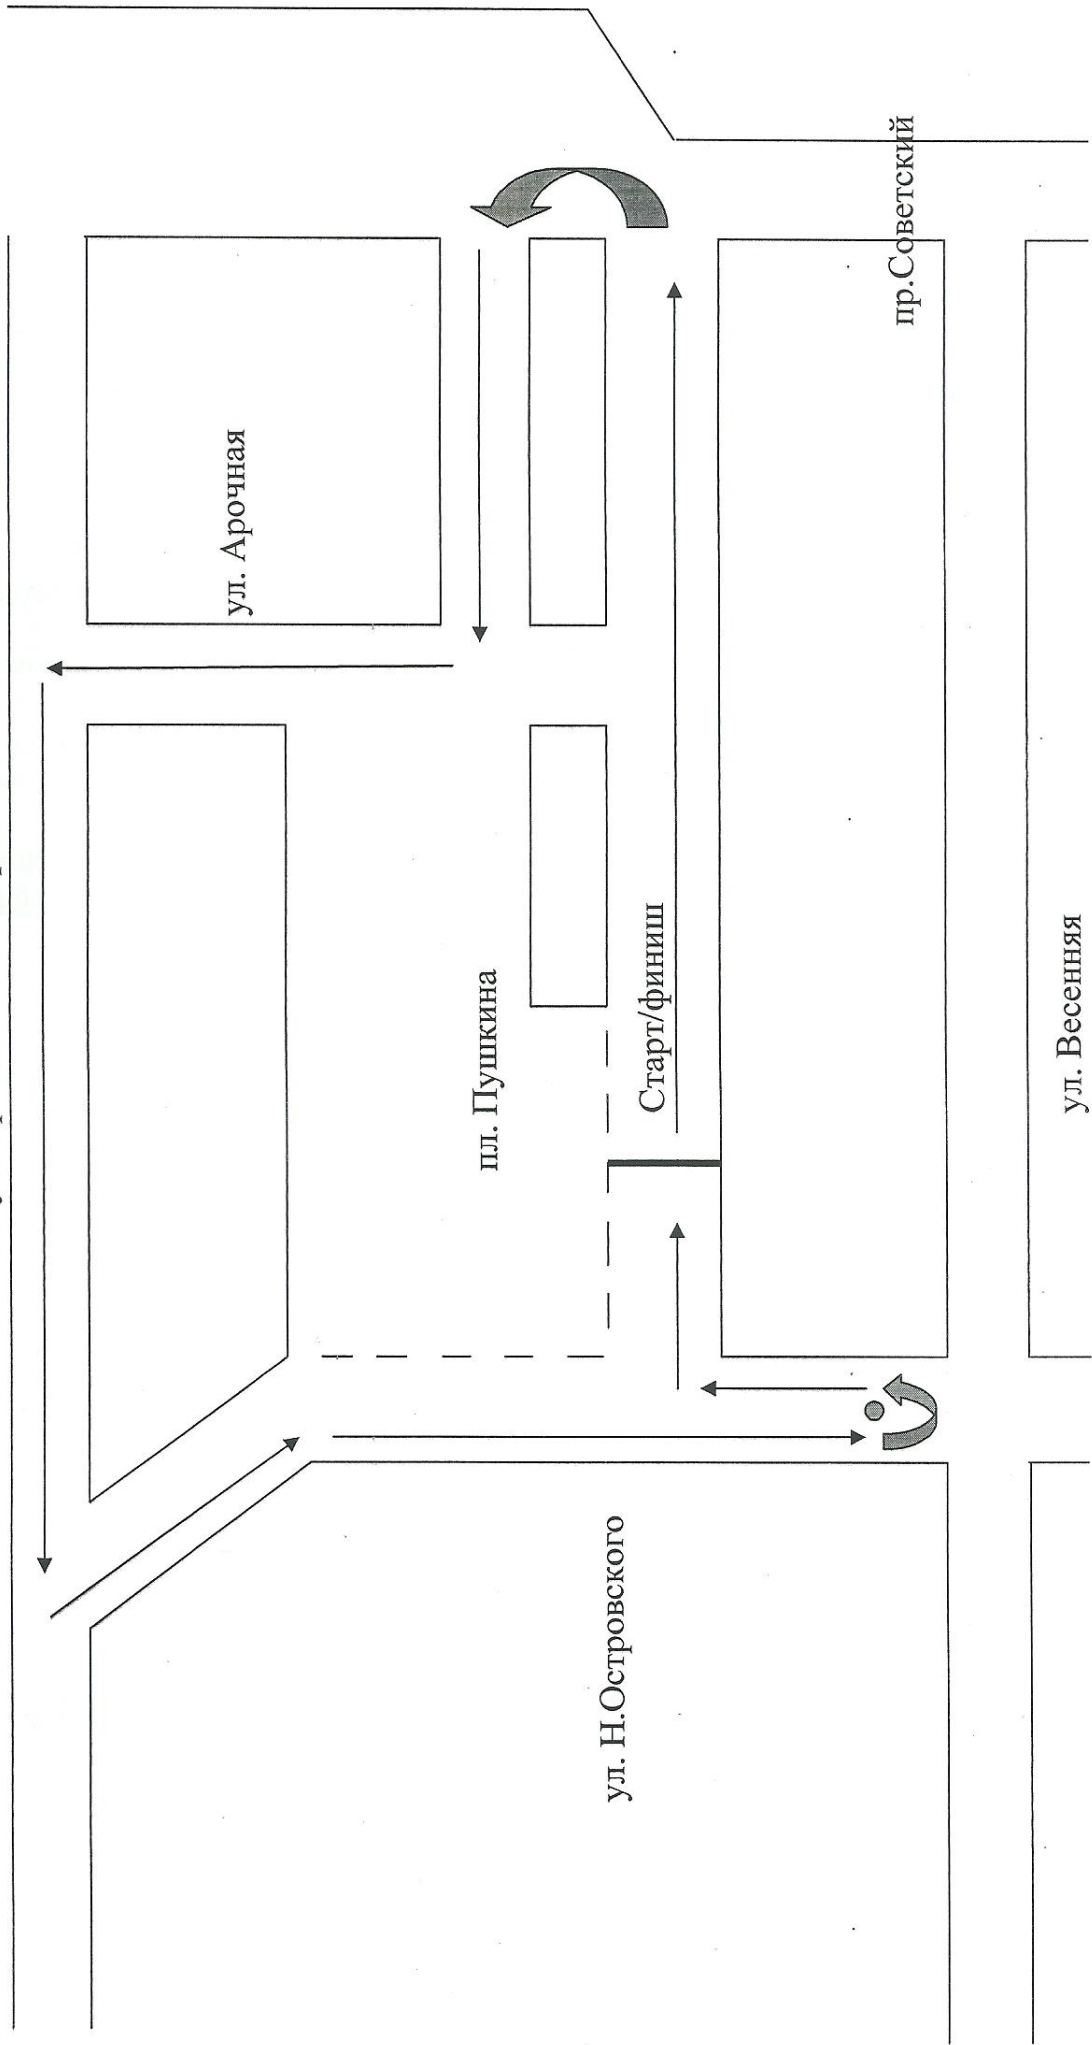 пр.Советский
ул. Арочная
пл. Пушкина
Старт/финиш
ул. Весенняя
ул. Н.Островского